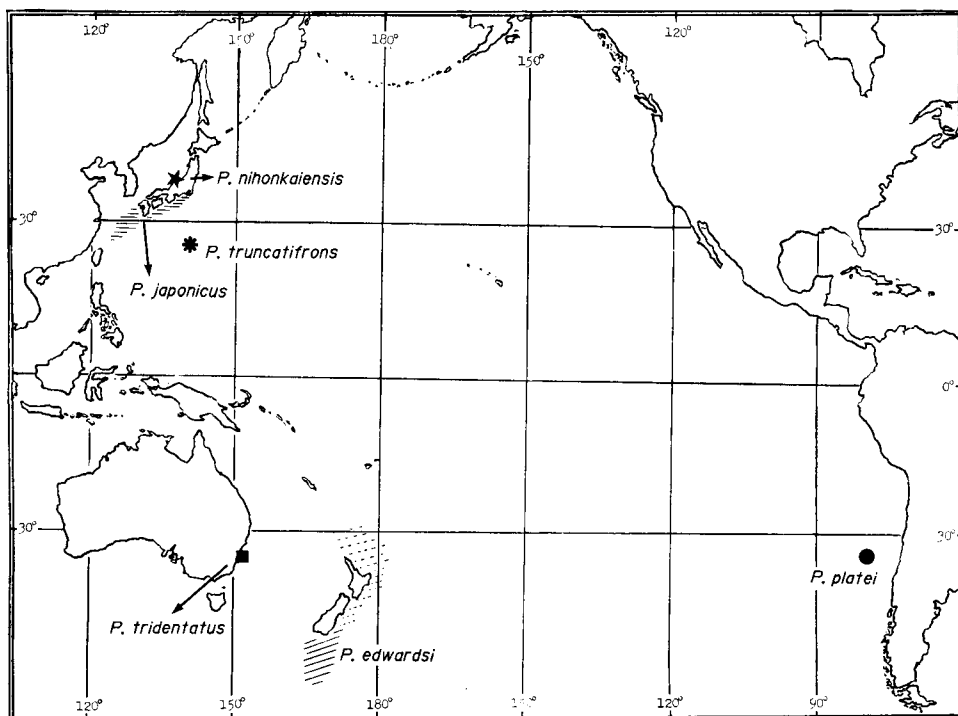 120° 150° 180° 120°
150°
P. nihonkaiensis
30° 30° 30°
P. truncatifrons
P. japonicus
0°
30° 30°
P. platei
P. tridentatus
P. edwardsi
120° 150° 180° 120° 90°